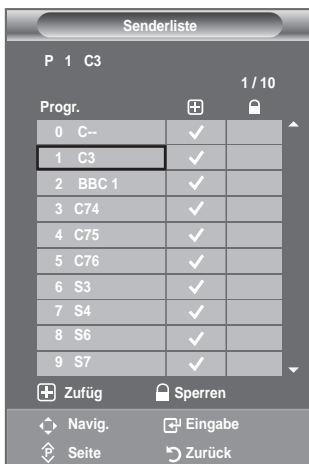 Senderliste
P 1 C3
1 / 10
Progr.
0 C--
1 C3
2 BBC 1
3 C74
4 C75
5 C76
6 S3
7 S4
8 S6
9 S7
Zufüg Sperren
Navig. Eingabe
Seite Zurück